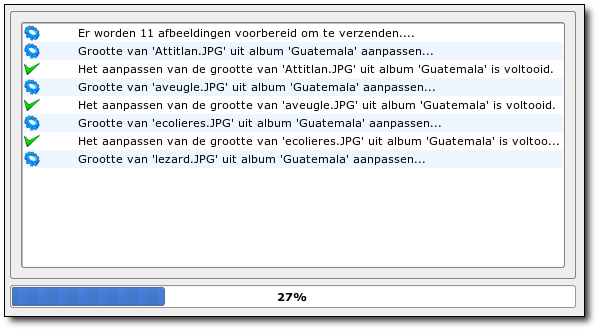 Er worden 11 afbeeldingen voorbereid om te verzenden....
Grootte van 'Attitlan.JPG' uit album 'Guatemala' aanpassen...
Het aanpassen van de grootte van 'Attitlan.JPG' uit album 'Guatemala' is voltooid.
Grootte van 'aveugle.JPG' uit album 'Guatemala' aanpassen...
Het aanpassen van de grootte van 'aveugle.JPG' uit album 'Guatemala' is voltooid.
Grootte van 'ecolieres.JPG' uit album 'Guatemala' aanpassen...
Het aanpassen van de grootte van 'ecolieres.JPG' uit album 'Guatemala' is voltoo...
Grootte van 'lezard.JPG' uit album 'Guatemala' aanpassen...
27%